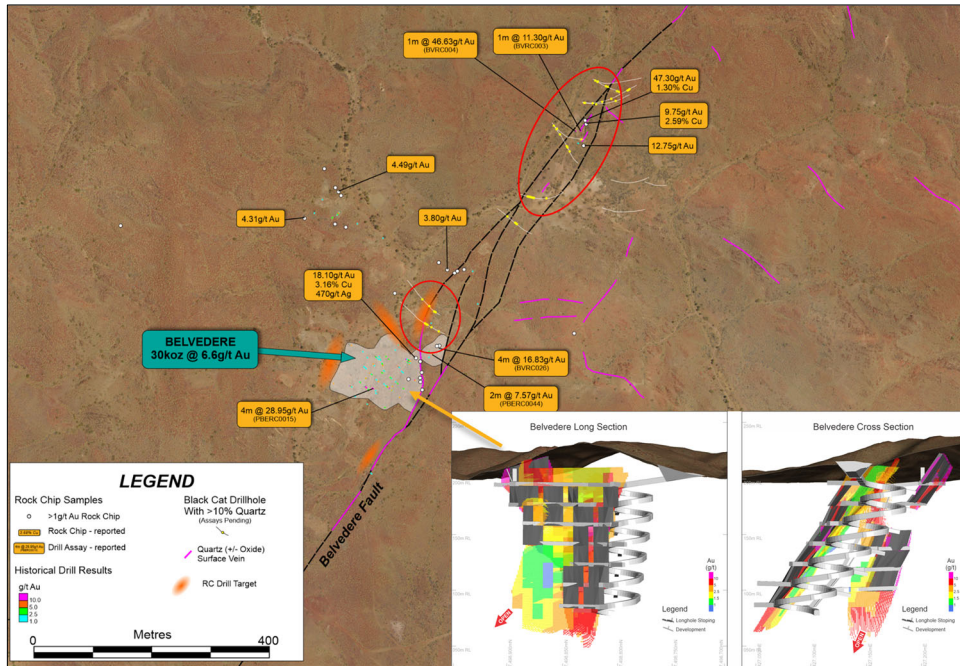 1m @ 46.63g/t Au
(BVRC004)
1m @ 11.30g/t Au
(BVRC003)
47.30g/t Au
1.30% Cu
9.75g/t Au
2.59% Cu
12.75g/t Au
4.49g/t Au
4.31g/t Au
3.80g/t Au
18.10g/t Au
3.16% Cu
470g/t Ag
BELVEDERE
30koz @ 6.6g/t Au
4m @ 16.83g/t Au
(BVRC026)
2m @ 7.57g/t Au
(PBERC0044)
4m @ 28.95g/t Au
(PBERC0015)
Belvedere Fault
LEGEND
Rock Chip Samples
>1g/t Au Rock Chip
Rock Chip - reported
Drill Assay - reported
Historical Drill Results
g/t Au
10.0
5.0
2.5
1.0
Black Cat Drillhole
With >10% Quartz
(Assays Pending)
Quartz (+/- Oxide)
Surface Vein
RC Drill Target
Metres
0
400
Belvedere Long Section
Au
(g/t)
Legend
Longhole Stoping
Development
OPEN
Belvedere Cross Section
Au
(g/t)
Legend
Longhole Stoping
Development
OPEN